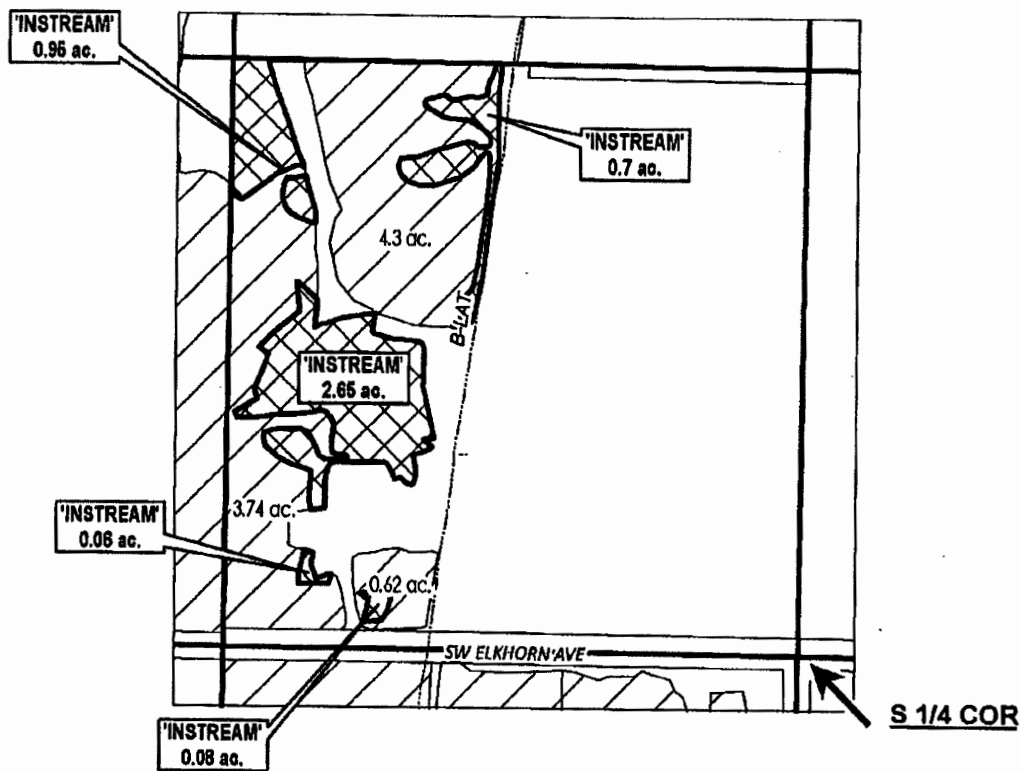 'INSTREAM'
0.95 ac.
'INSTREAM'
0.7 ac.
4.3 ac.
B-LAT
'INSTREAM'
2.65 ac.
3.74 ac.
'INSTREAM'
0.06 ac.
0.62 ac.
SW ELKHORN AVE
S 1/4 COR
'INSTREAM'
0.08 ac.